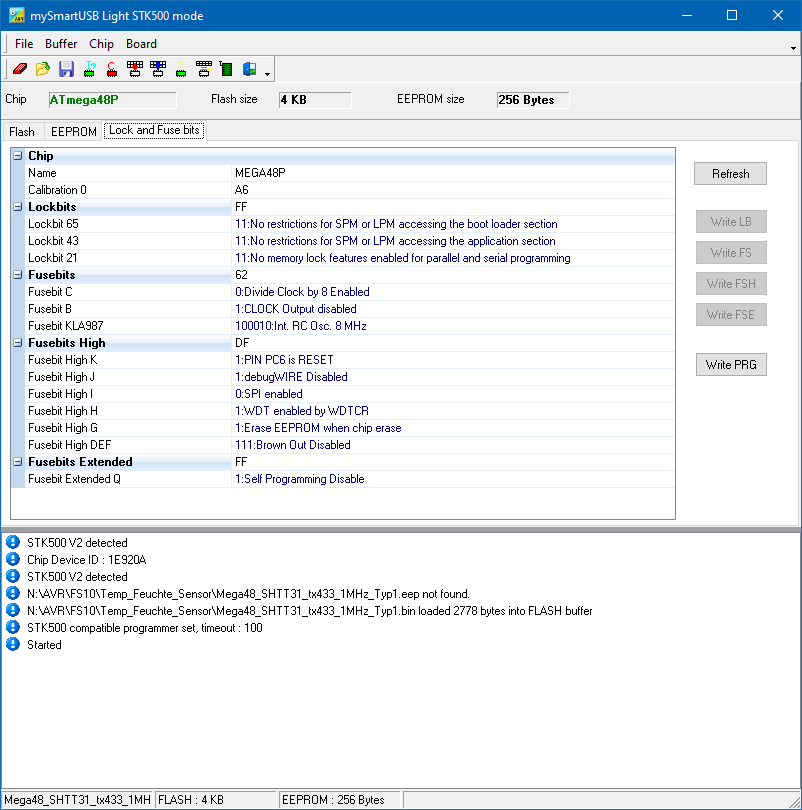 mySmartUSB Light STK500 mode
File Buffer Chip Board
Chip ATmega48P Flash size 4 KB EEPROM size 256 Bytes
Flash EEPROM Lock and Fuse bits
Chip
Name MEGA48P
Calibration 0 A6
Lockbits FF
Lockbit 65 11:No restrictions for SPM or LPM accessing the boot loader section
Lockbit 43 11:No restrictions for SPM or LPM accessing the application section
Lockbit 21 11:No memory lock features enabled for parallel and serial programming
Fusebits 62
Fusebit C 0:Divide Clock by 8 Enabled
Fusebit B 1:CLOCK Output disabled
Fusebit KLA987 100010:Int. RC Osc. 8 MHz
Fusebits High DF
Fusebit High K 1:PIN PC6 is RESET
Fusebit High J 1:debugWIRE Disabled
Fusebit High I 0:SPI enabled
Fusebit High H 1:WDT enabled by WDTCR
Fusebit High G 1:Erase EEPROM when chip erase
Fusebit High DEF 111:Brown Out Disabled
Fusebits Extended FF
Fusebit Extended Q 1:Self Programming Disable
Refresh
Write LB
Write FS
Write FSH
Write FSE
Write PRG
STK500 V2 detected
Chip Device ID : 1E920A
STK500 V2 detected
N:\AVR\FS10\Temp_Feuchte_Sensor\Mega48_SHTT31_tx433_1MHz_Typ1.eep not found.
N:\AVR\FS10\Temp_Feuchte_Sensor\Mega48_SHTT31_tx433_1MHz_Typ1.bin loaded 2778 bytes into FLASH buffer
STK500 compatible programmer set, timeout : 100
Started
Mega48_SHTT31_tx433_1MH FLASH : 4 KB EEPROM : 256 Bytes